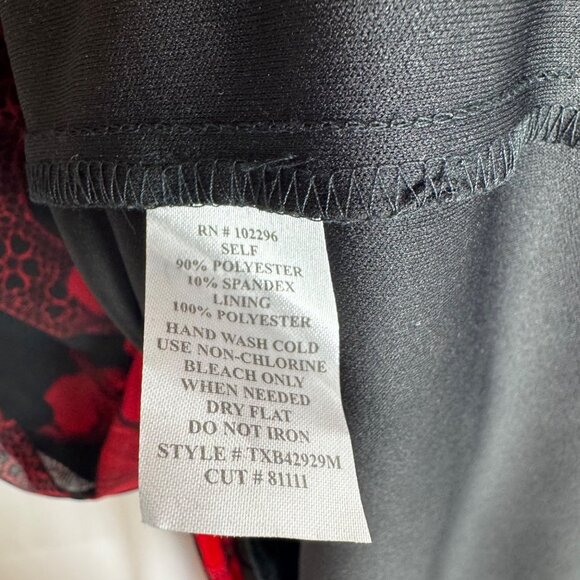 RN # 102296
SELF
90% POLYESTER
10% SPANDEX
LINING
100% POLYESTER
HAND WASH COLD
USE NON-CHLORINE
BLEACH ONLY
WHEN NEEDED
DRY FLAT
DO NOT IRON
STYLE # TXB42929M
CUT # 81111